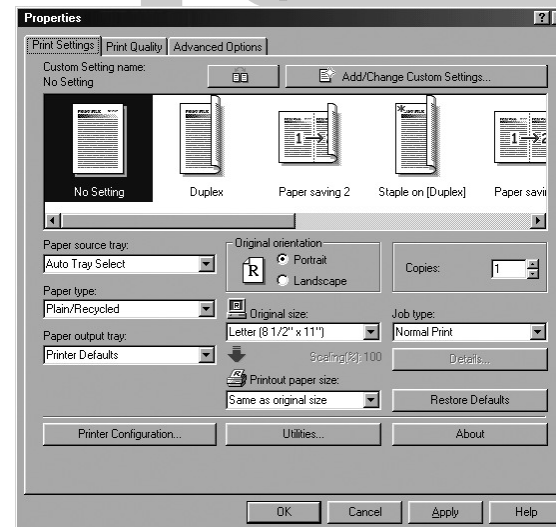 Properties
Print Settings Print Quality Advanced Options
Custom Setting name:
No Setting
Add/Change Custom Settings...
No Setting Duplex Paper saving 2 Staple on [Duplex] Paper savi
1 2
1 2
Paper source tray:
Auto Tray Select
Paper type:
Plain/Recycled
Paper output tray:
Printer Defaults
Original orientation
R
Portrait
Landscape
Copies: 1
Original size:
Letter (8 1/2" x 11")
Scaling[%]: 100
Printout paper size:
Same as original size
Job type:
Normal Print
Details...
Restore Defaults
Printer Configuration... Utilities... About
OK Cancel Apply Help